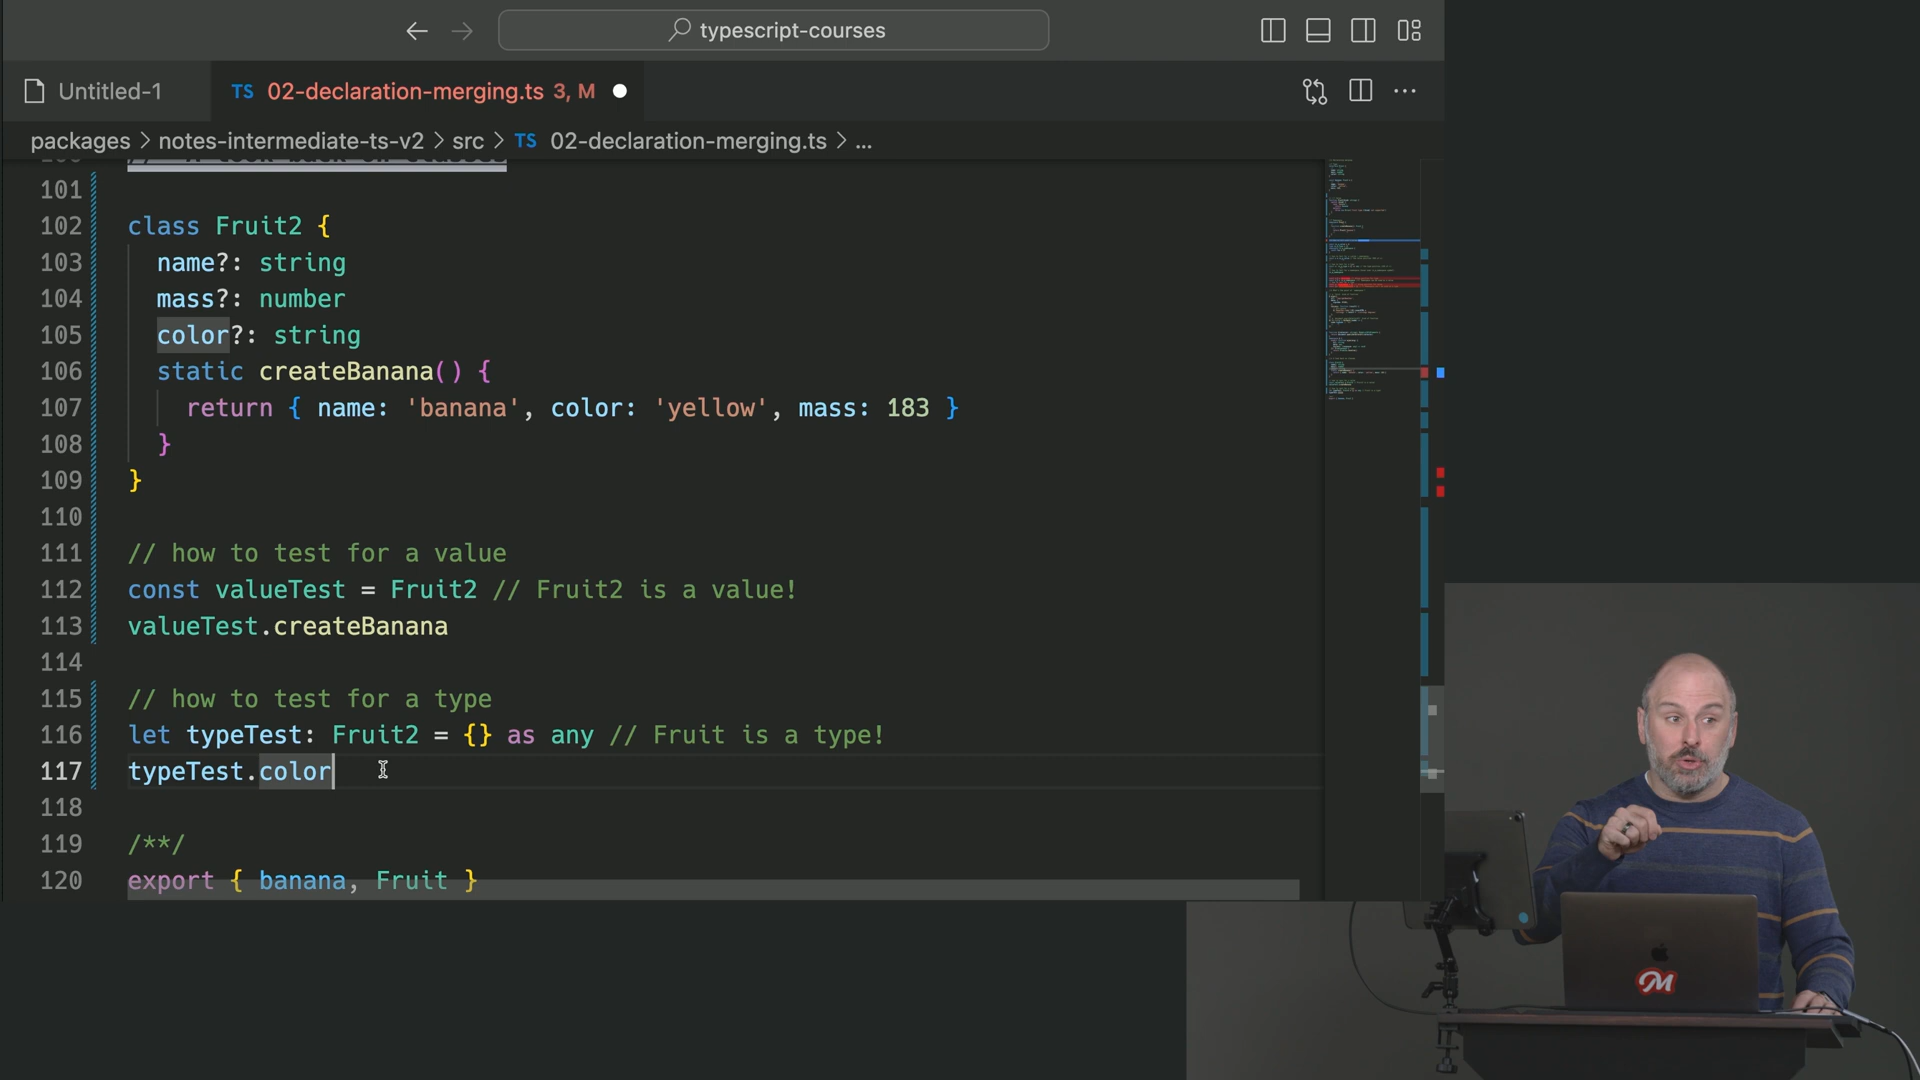 typescript-courses
Untitled-1
TS 02-declaration-merging.ts 3, M
packages > notes-intermediate-ts-v2 > src > TS 02-declaration-merging.ts > ...
101
102 class Fruit2 {
103 name?: string
104 mass?: number
105 color?: string
106 static createBanana() {
107 return { name: 'banana', color: 'yellow', mass: 183 }
108 }
109 }
110
111 // how to test for a value
112 const valueTest = Fruit2 // Fruit2 is a value!
113 valueTest.createBanana
114
115 // how to test for a type
116 let typeTest: Fruit2 = {} as any // Fruit is a type!
117 typeTest.color
118
119 /**/
120 export { banana, Fruit }
M